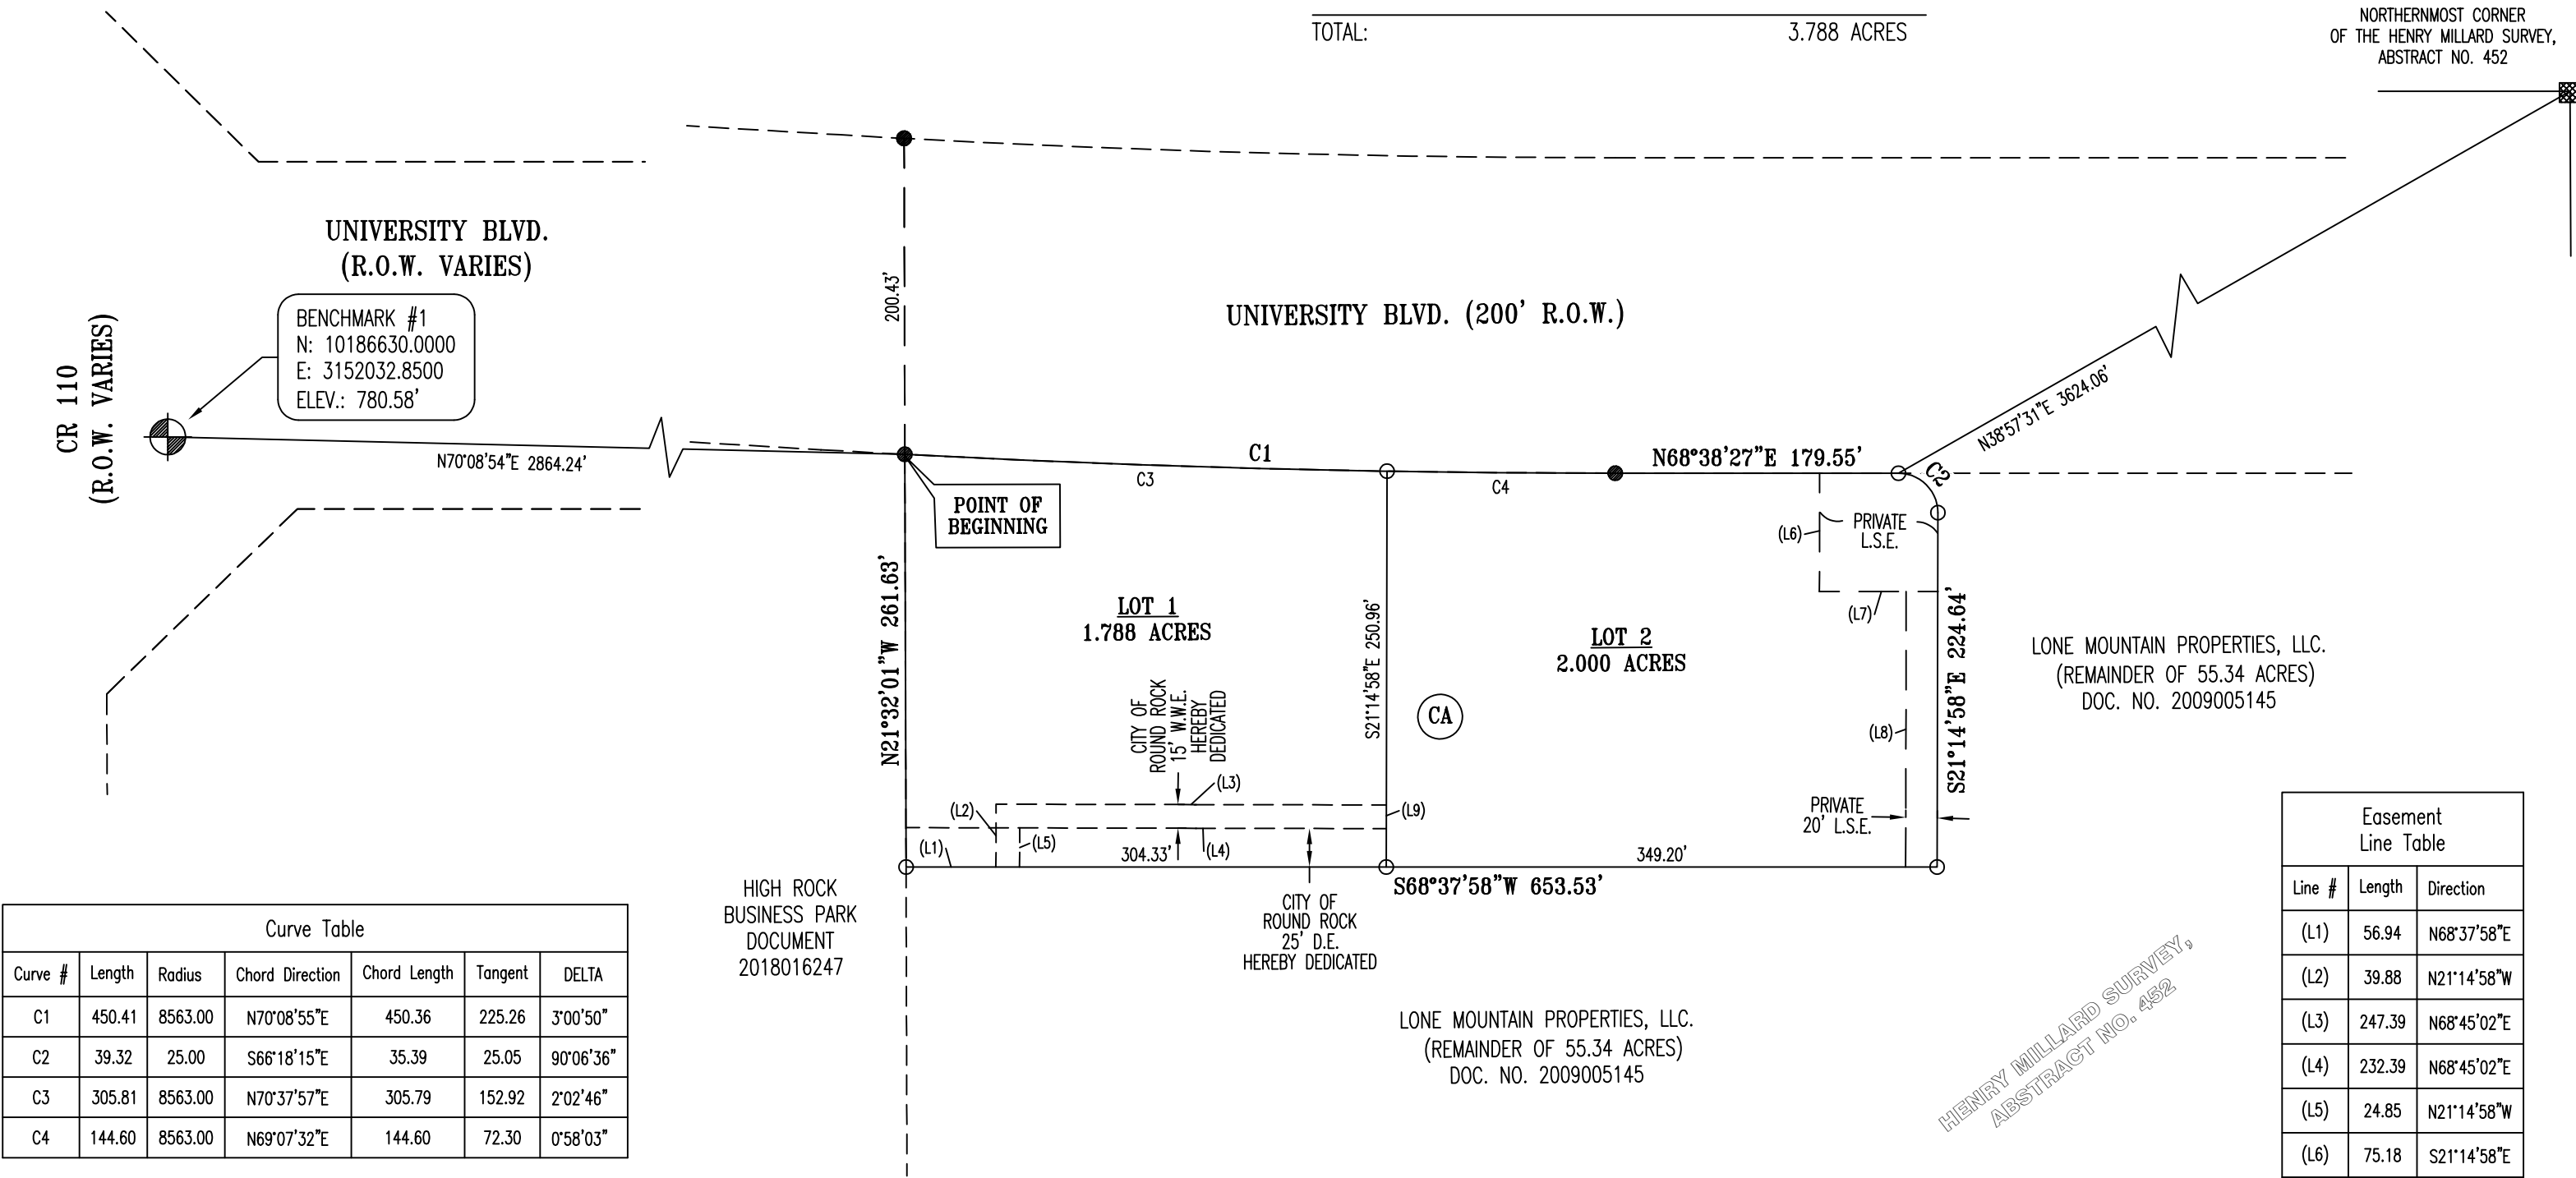 TOTAL: 3.788 ACRES
NORTHERNMOST CORNER
OF THE HENRY MILLARD SURVEY,
ABSTRACT NO. 452
UNIVERSITY BLVD.
(R.O.W. VARIES)
BENCHMARK #1
N: 10186630.0000
E: 3152032.8500
ELEV.: 780.58'
CR 110
(R.O.W. VARIES)
200.43'
UNIVERSITY BLVD. (200' R.O.W.)
N38°57'31"E 3624.06'
N70°08'54"E 2864.24'
C1
C3
C4
N68°38'27"E 179.55'
C2
POINT OF
BEGINNING
(L6)
PRIVATE
L.S.E.
(L7)
N21°32'01"W 261.63'
LOT 1
1.788 ACRES
S21°14'58"E 250.96'
LOT 2
2.000 ACRES
S21°14'58"E 224.64'
LONE MOUNTAIN PROPERTIES, LLC.
(REMAINDER OF 55.34 ACRES)
DOC. NO. 2009005145
CITY OF
ROUND ROCK
15' W.W.E.
HEREBY
DEDICATED
CA
(L8)
(L3)
(L2)
(L9)
PRIVATE
20' L.S.E.
(L1)
(L5)
304.33'
(L4)
349.20'
S68°37'58"W 653.53'
HIGH ROCK
BUSINESS PARK
DOCUMENT
2018016247
CITY OF
ROUND ROCK
25' D.E.
HEREBY DEDICATED
LONE MOUNTAIN PROPERTIES, LLC.
(REMAINDER OF 55.34 ACRES)
DOC. NO. 2009005145
HENRY MILLARD SURVEY,
ABSTRACT NO. 452
Curve Table
Curve # Length Radius Chord Direction Chord Length Tangent DELTA
C1 450.41 8563.00 N70°08'55"E 450.36 225.26 3°00'50"
C2 39.32 25.00 S66°18'15"E 35.39 25.05 90°06'36"
C3 305.81 8563.00 N70°37'57"E 305.79 152.92 2°02'46"
C4 144.60 8563.00 N69°07'32"E 144.60 72.30 0°58'03"
Easement
Line Table
Line # Length Direction
(L1) 56.94 N68°37'58"E
(L2) 39.88 N21°14'58"W
(L3) 247.39 N68°45'02"E
(L4) 232.39 N68°45'02"E
(L5) 24.85 N21°14'58"W
(L6) 75.18 S21°14'58"E